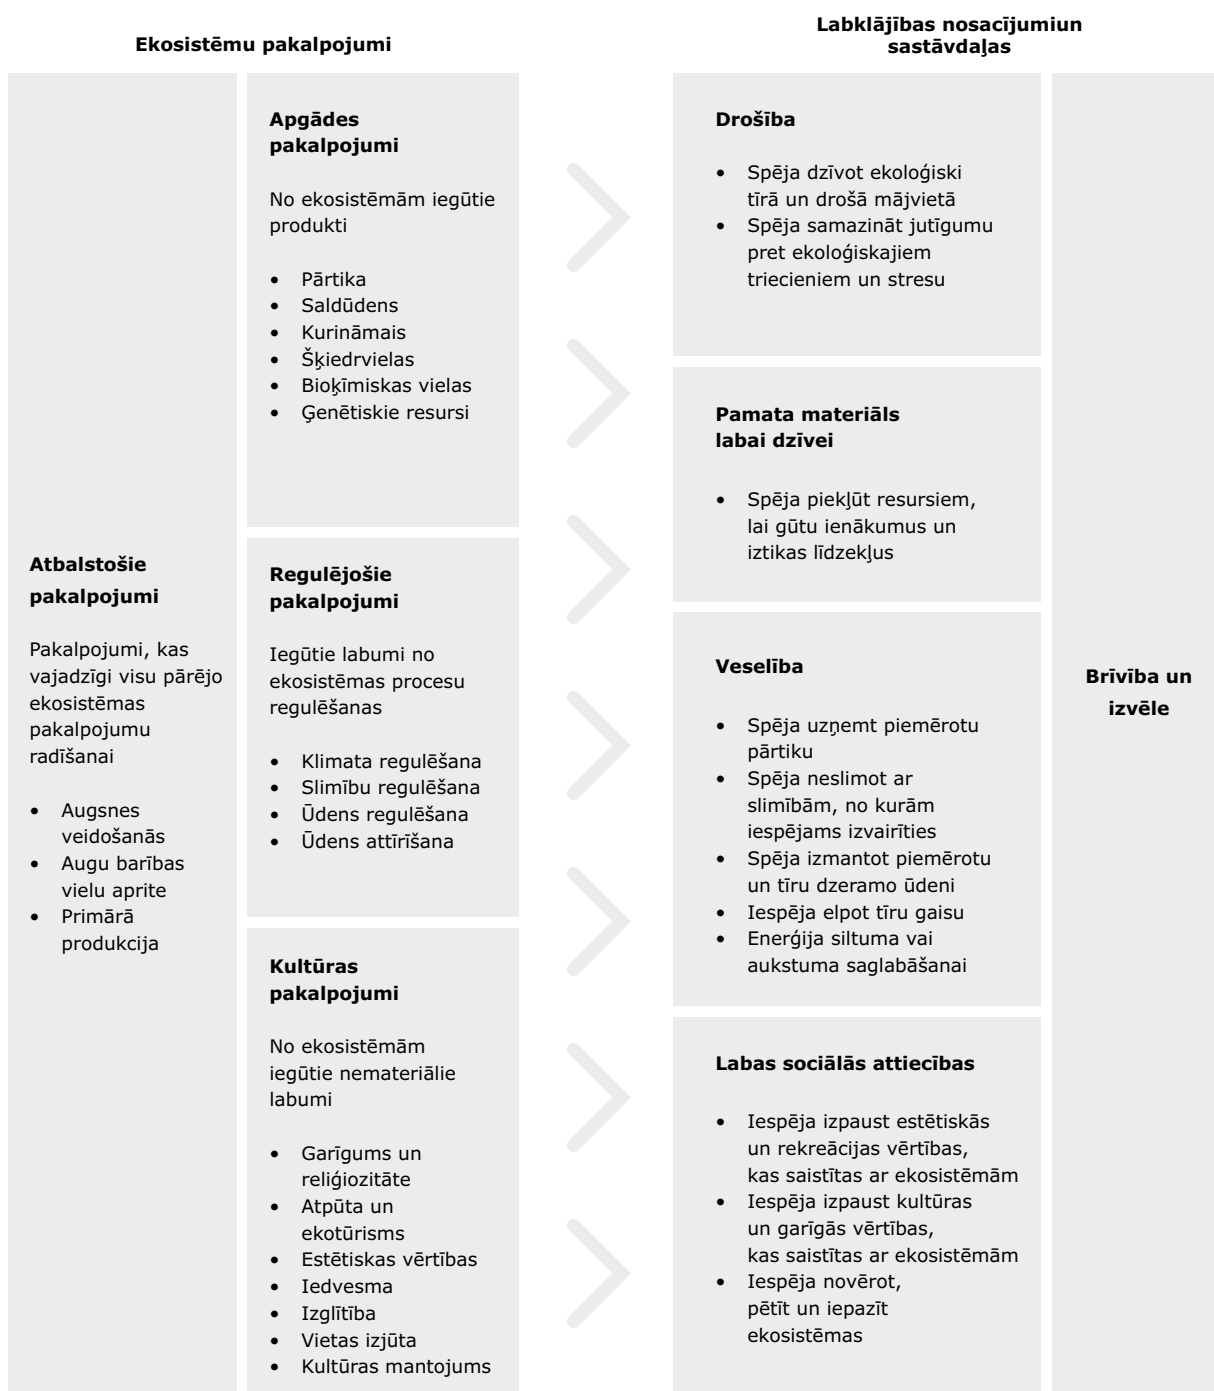 Ekosistēmu pakalpojumi
Labklājības nosacījumiun
sastāvdaļas
Atbalstošie
pakalpojumi
Pakalpojumi, kas
vajadzīgi visu pārējo
ekosistēmas
pakalpojumu
radīšanai
• Augsnes
veidošanās
• Augu barības
vielu aprite
• Primārā
produkcija
Apgādes
pakalpojumi
No ekosistēmām iegūtie
produkti
• Pārtika
• Saldūdens
• Kurināmais
• Šķiedrvielas
• Bioķīmiskas vielas
• Ģenētiskie resursi
Regulējošie
pakalpojumi
Iegūtie labumi no
ekosistēmas procesu
regulēšanas
• Klimata regulēšana
• Slimību regulēšana
• Ūdens regulēšana
• Ūdens attīrīšana
Kultūras
pakalpojumi
No ekosistēmām
iegūtie nemateriālie
labumi
• Garīgums un
reliģiozitāte
• Atpūta un
ekotūrisms
• Estētiskas vērtības
• Iedvesma
• Izglītība
• Vietas izjūta
• Kultūras mantojums
Drošība
• Spēja dzīvot ekoloģiski
tīrā un drošā mājvietā
• Spēja samazināt jutīgumu
pret ekoloģiskajiem
triecieniem un stresu
Pamata materiāls
labai dzīvei
• Spēja piekļūt resursiem,
lai gūtu ienākumus un
iztikas līdzekļus
Veselība
• Spēja uzņemt piemērotu
pārtiku
• Spēja neslimot ar
slimībām, no kurām
iespējams izvairīties
• Spēja izmantot piemērotu
un tīru dzeramo ūdeni
• Iespēja elpot tīru gaisu
• Enerģija siltuma vai
aukstuma saglabāšanai
Labas sociālās attiecības
• Iespēja izpaust estētiskās
un rekreācijas vērtības,
kas saistītas ar ekosistēmām
• Iespēja izpaust kultūras
un garīgās vērtības,
kas saistītas ar ekosistēmām
• Iespēja novērot,
pētīt un iepazīt
ekosistēmas
Brīvība un
izvēle